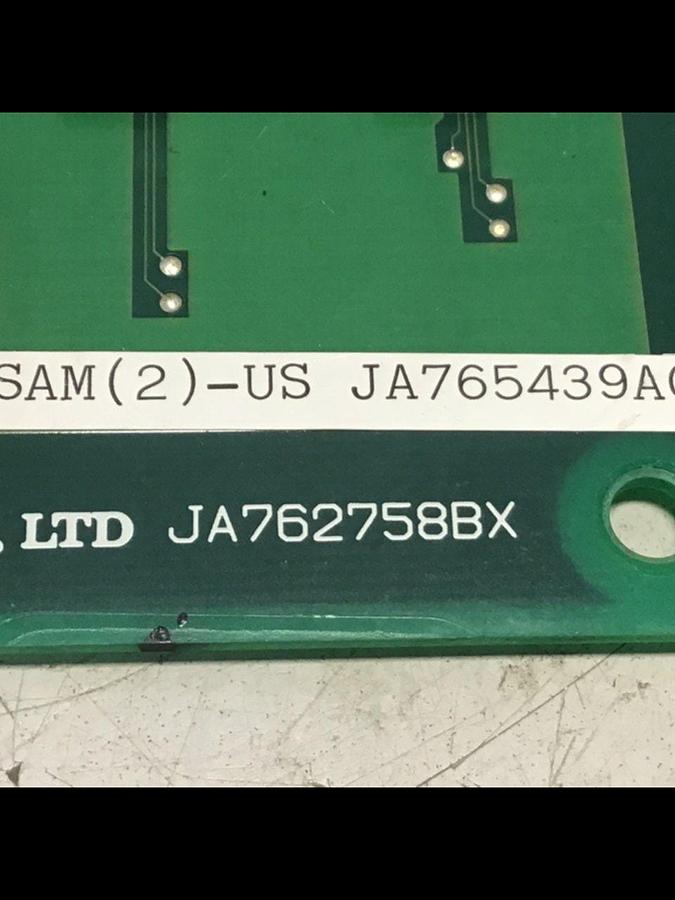 SAM(2)-US JA765439A
. LTD JA762758BX